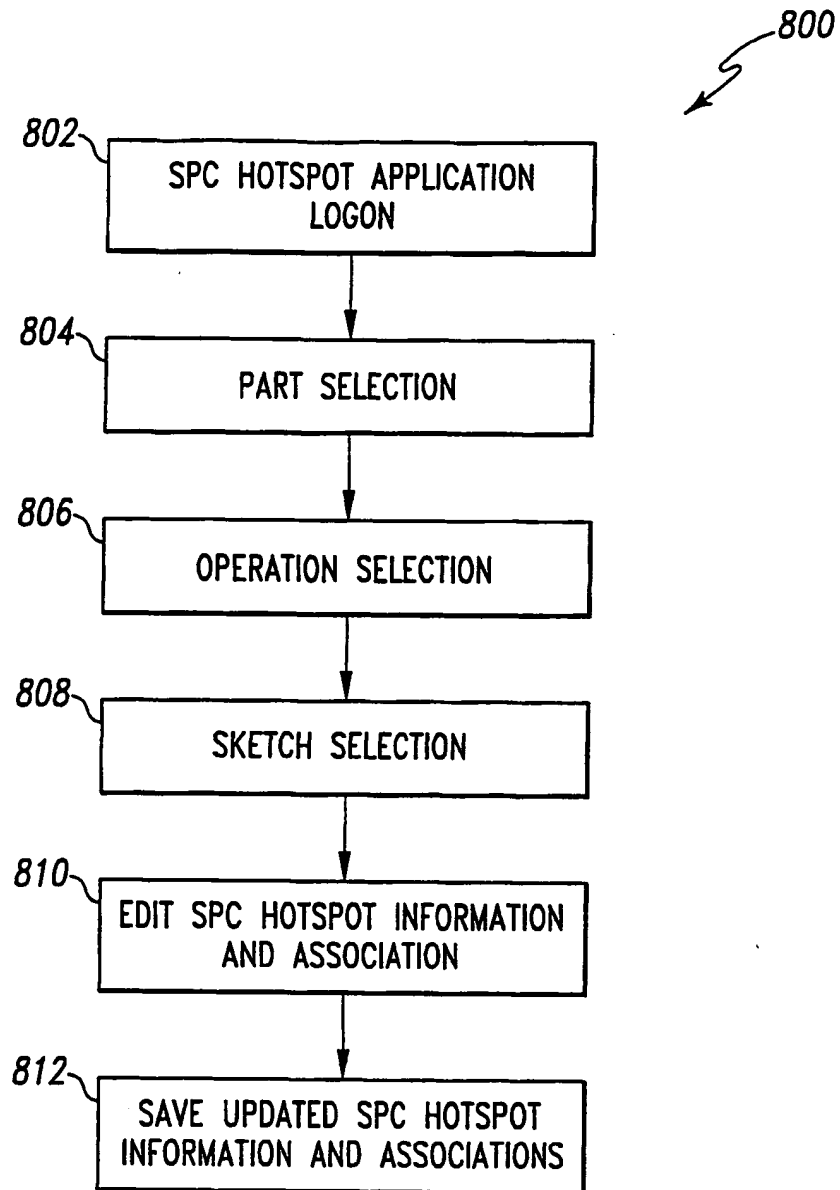 800
802
SPC HOTSPOT APPLICATION
LOGON
804
PART SELECTION
806
OPERATION SELECTION
808
SKETCH SELECTION
810
EDIT SPC HOTSPOT INFORMATION
AND ASSOCIATION
812
SAVE UPDATED SPC HOTSPOT
INFORMATION AND ASSOCIATIONS